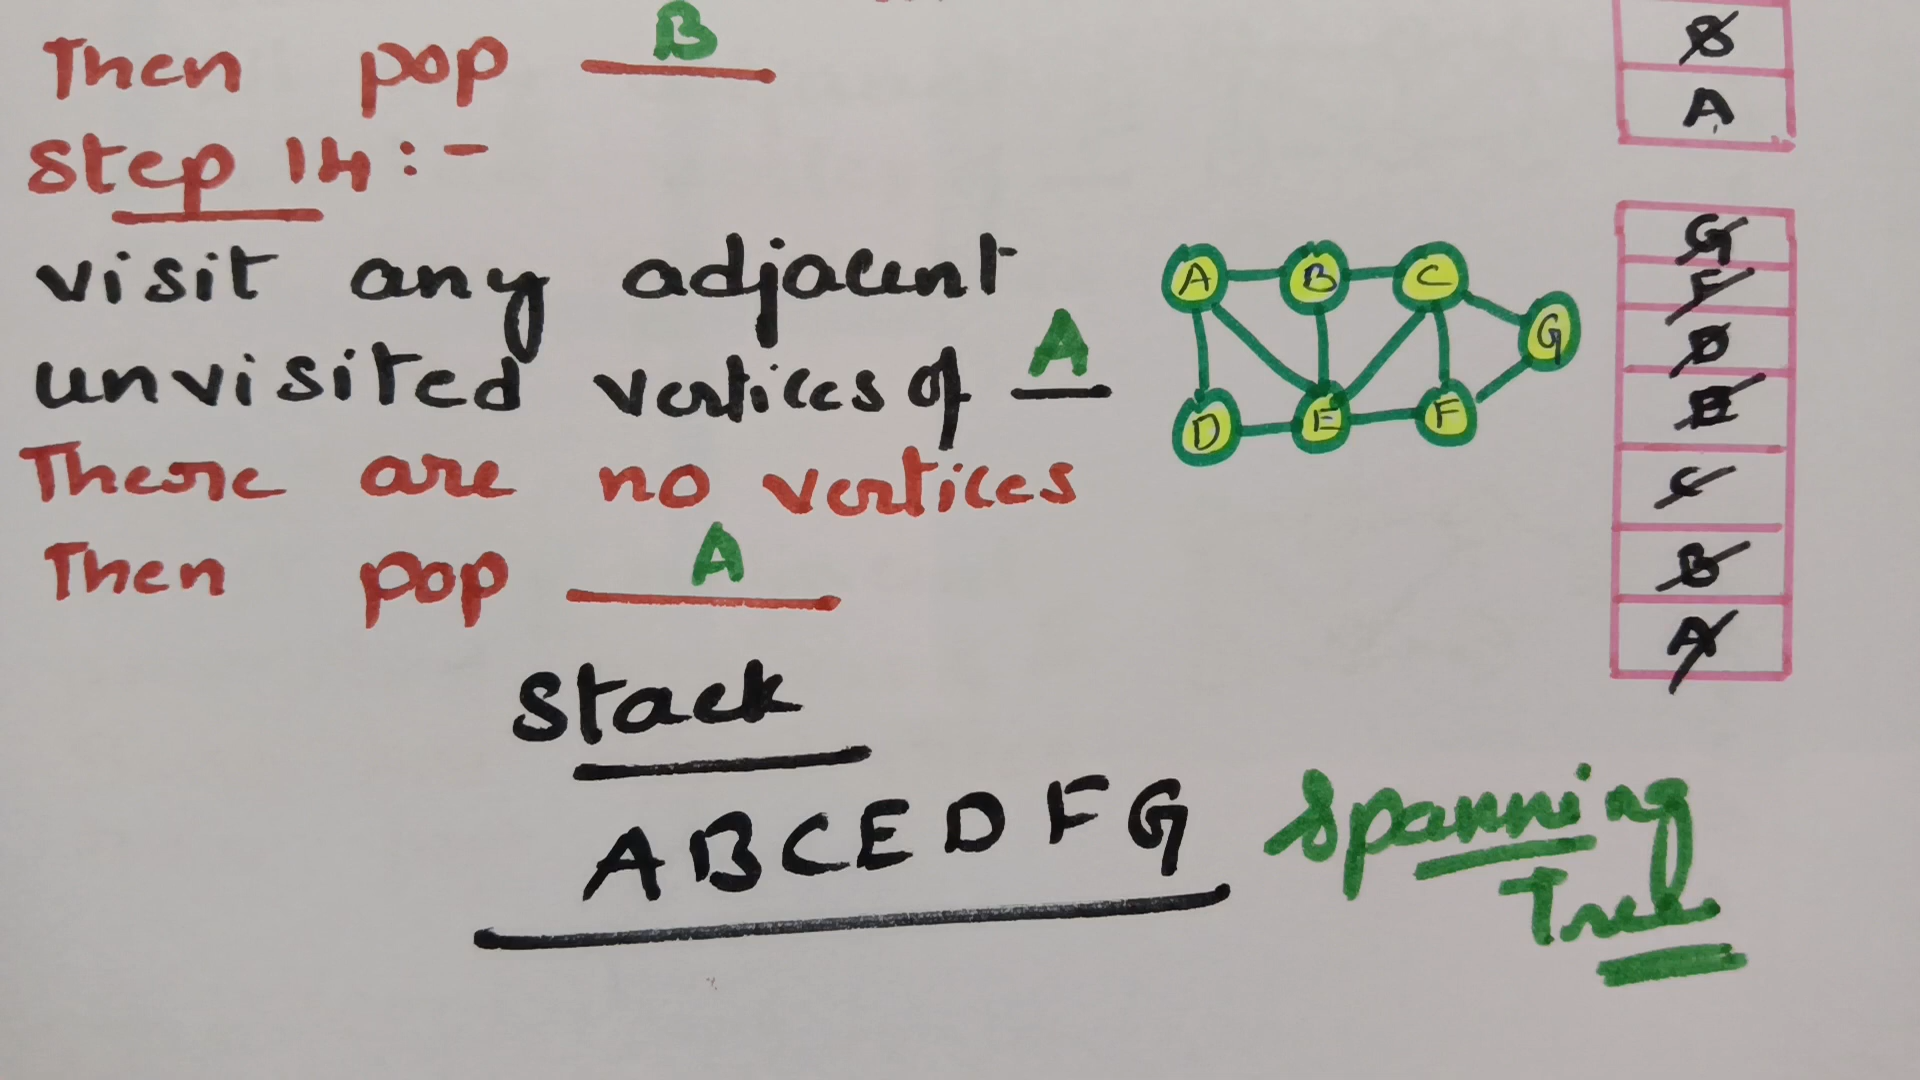 Then pop B
Step 14:-
visit any adjacent
unvisited vertices of A
There are no vertices
Then pop A
Stack
ABCEDFG
Spanning
Tree
A B C
G
D E F
B
A
G
F
D
E
C
B
A